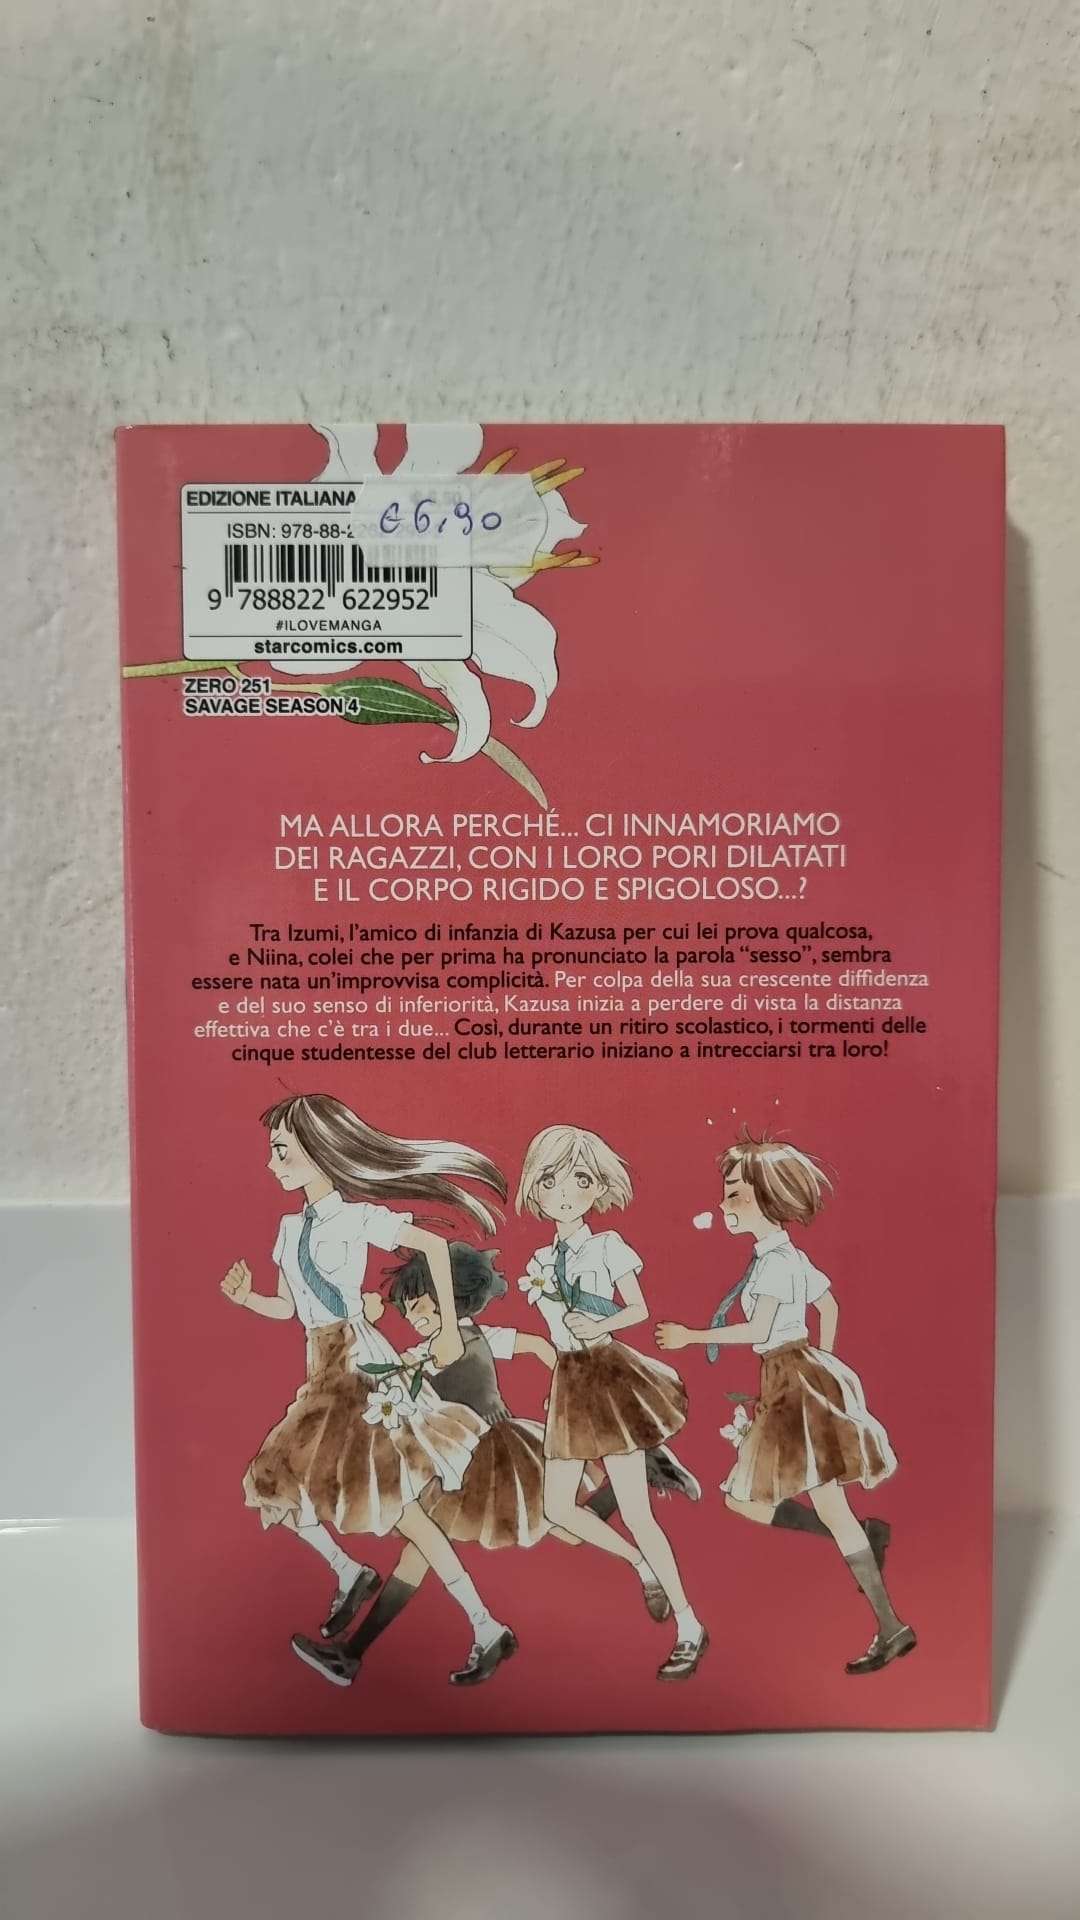 EDIZIONE ITALIANA
€ 6,90
ISBN: 978-88-2
9 788822 622952
#ILOVEMANGA
starcomics.com
ZERO 251
SAVAGE SEASON 4
MA ALLORA PERCHÉ... CI INNAMORIAMO
DEI RAGAZZI, CON I LORO PORI DILATATI
E IL CORPO RIGIDO E SPIGOLOSO...?
Tra Izumi, l'amico di infanzia di Kazusa per cui lei prova qualcosa,
e Niina, colei che per prima ha pronunciato la parola “sesso”, sembra
essere nata un'improvvisa complicità. Per colpa della sua crescente diffidenza
e del suo senso di inferiorità, Kazusa inizia a perdere di vista la distanza
effettiva che c'è tra i due... Così, durante un ritiro scolastico, i tormenti delle
cinque studentesse del club letterario iniziano a intrecciarsi tra loro!